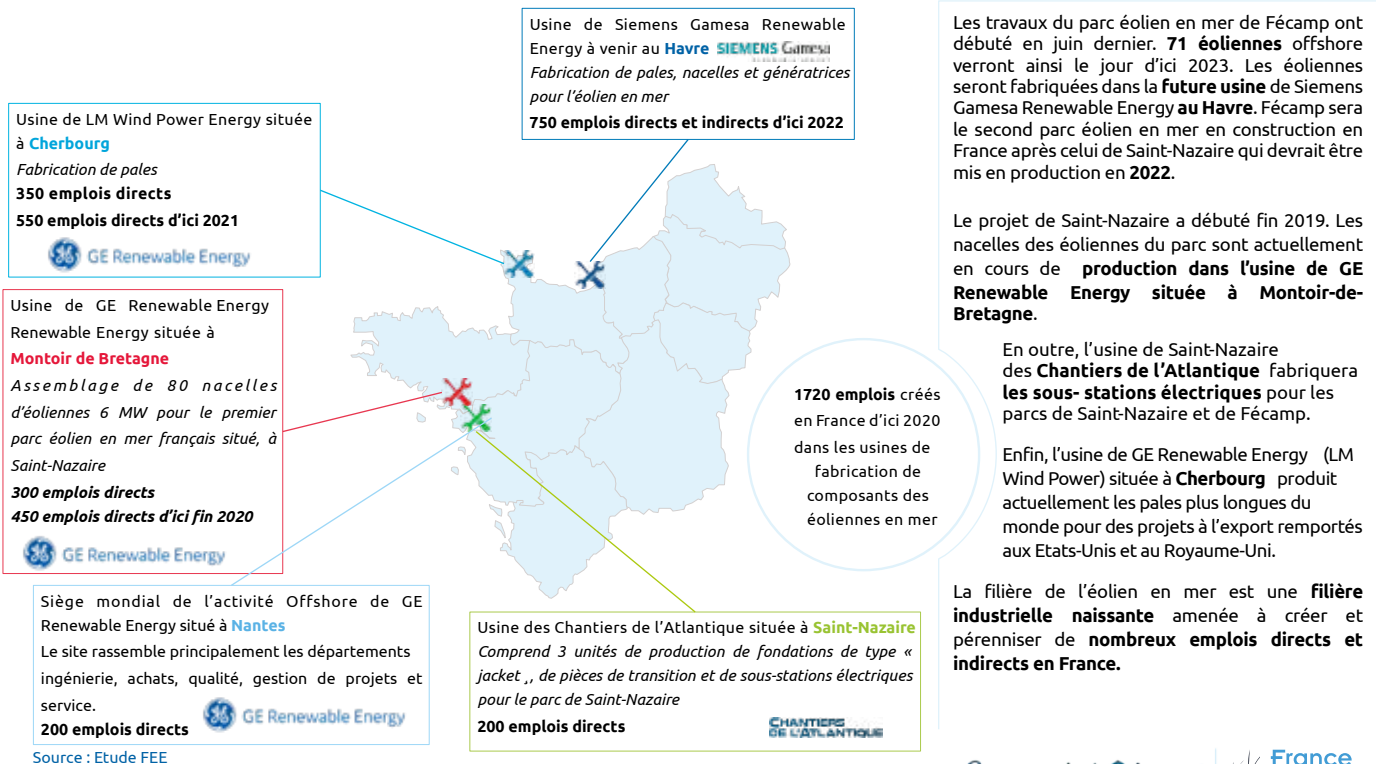 Usine de Siemens Gamesa Renewable
Energy à venir au Havre SIEMENS Gamesa
Fabrication de pales, nacelles et génératrices
pour l'éolien en mer
750 emplois directs et indirects d'ici 2022
Usine de LM Wind Power Energy située
à Cherbourg
Fabrication de pales
350 emplois directs
550 emplois directs d'ici 2021
GE Renewable Energy
Usine de GE Renewable Energy
Renewable Energy située à
Montoir de Bretagne
Assemblage de 80 nacelles
d'éoliennes 6 MW pour le premier
parc éolien en mer français situé, à
Saint-Nazaire
300 emplois directs
450 emplois directs d'ici fin 2020
GE Renewable Energy
Siège mondial de l'activité Offshore de GE
Renewable Energy situé à Nantes
Le site rassemble principalement les départements
ingénierie, achats, qualité, gestion de projets et
service.
200 emplois directs
GE Renewable Energy
Source : Etude FEE
Usine des Chantiers de l'Atlantique située à Saint-Nazaire
Comprend 3 unités de production de fondations de type «
jacket ,, de pièces de transition et de sous-stations électriques
pour le parc de Saint-Nazaire
200 emplois directs
CHANTIERS
DE L'ATLANTIQUE
1720 emplois créés
en France d'ici 2020
dans les usines de
fabrication de
composants des
éoliennes en mer
Les travaux du parc éolien en mer de Fécamp ont
débuté en juin dernier. 71 éoliennes offshore
verront ainsi le jour d'ici 2023. Les éoliennes
seront fabriquées dans la future usine de Siemens
Gamesa Renewable Energy au Havre. Fécamp sera
le second parc éolien en mer en construction en
France après celui de Saint-Nazaire qui devrait être
mis en production en 2022.
Le projet de Saint-Nazaire a débuté fin 2019. Les
nacelles des éoliennes du parc sont actuellement
en cours de production dans l'usine de GE
Renewable Energy située à Montoir-de-
Bretagne.
En outre, l'usine de Saint-Nazaire
des Chantiers de l'Atlantique fabriquera
les sous- stations électriques pour les
parcs de Saint-Nazaire et de Fécamp.
Enfin, l'usine de GE Renewable Energy (LM
Wind Power) située à Cherbourg produit
actuellement les pales plus longues du
monde pour des projets à l'export remportés
aux Etats-Unis et au Royaume-Uni.
La filière de l'éolien en mer est une filière
industrielle naissante amenée à créer et
pérenniser de nombreux emplois directs et
indirects en France.
France